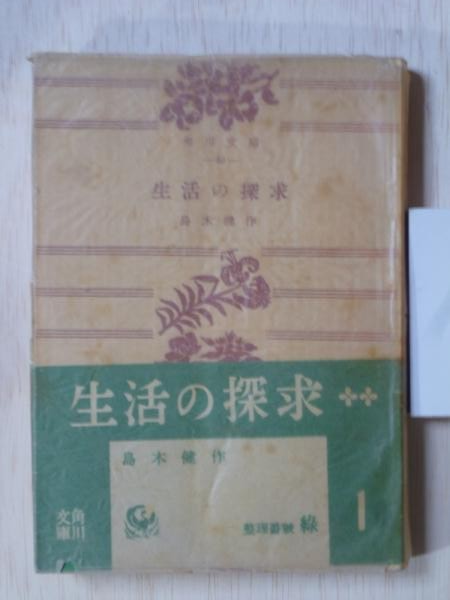 角川文庫
生活の探求
島木健作
生活の探求
島木健作
角川文庫
整理番號 綠
1